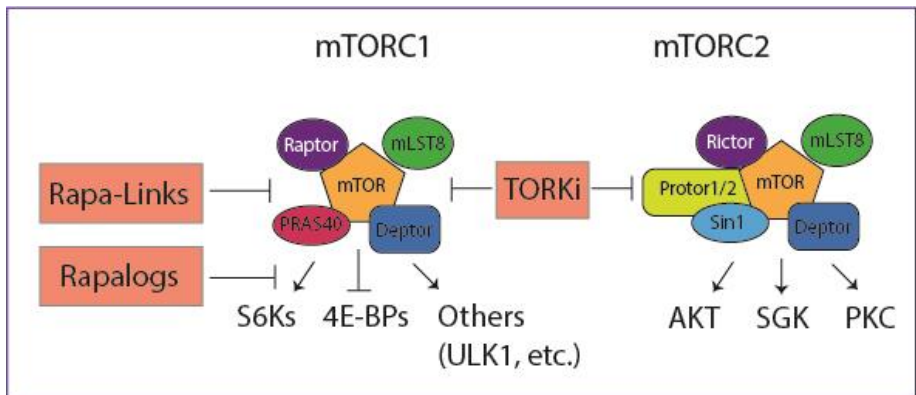 mTORC1
mTORC2
Raptor
mLST8
mTOR
PRAS40
Deptor
Rapa-Links
Rapalogs
TORKi
Rictor
mLST8
Protor1/2
mTOR
Sin1
Deptor
S6Ks
4E-BPs
Others
(ULK1, etc.)
AKT
SGK
PKC